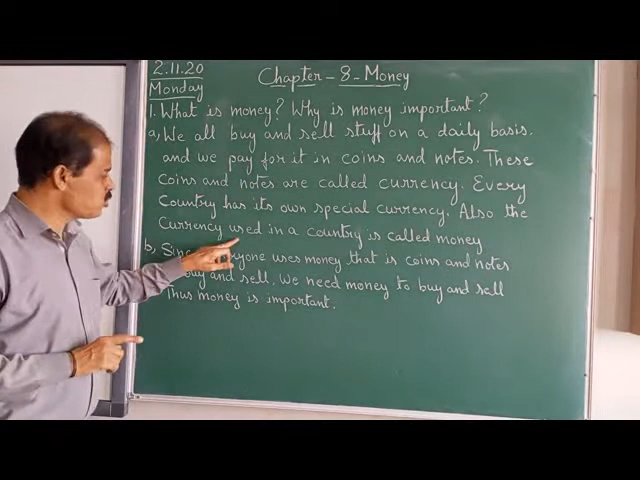 2.11.20
Monday
Chapter - 8 - Money
1. What is money? Why is money important?
a, We all buy and sell stuff on a daily basis.
and we pay for it in coins and notes. These
coins and notes are called currency. Every
Country has its own special currency. Also the
Currency used in a country is called money
b, uses money that is coins and notes
buy and sell. We need money to buy and sell
Thus money is important.